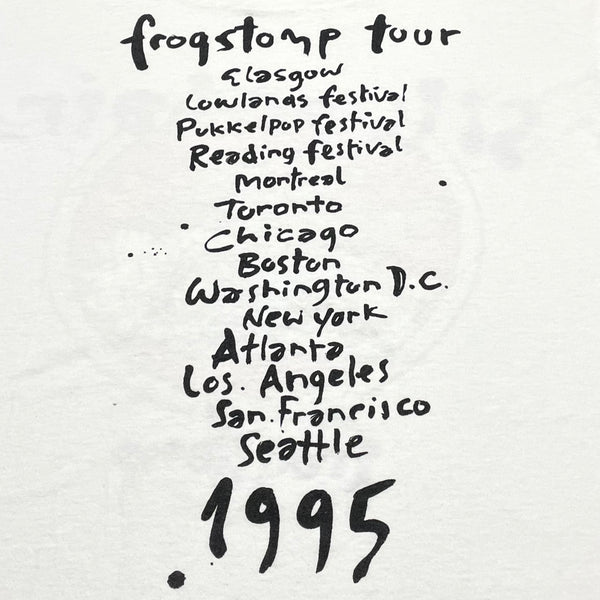 frogstomp tour
Glasgow
Lowlands festival
Pukkelpop festival
Reading festival
Montreal
Toronto
Chicago
Boston
Washington D.C.
New york
Atlanta
Los. Angeles
San.Francisco
Seattle
1995